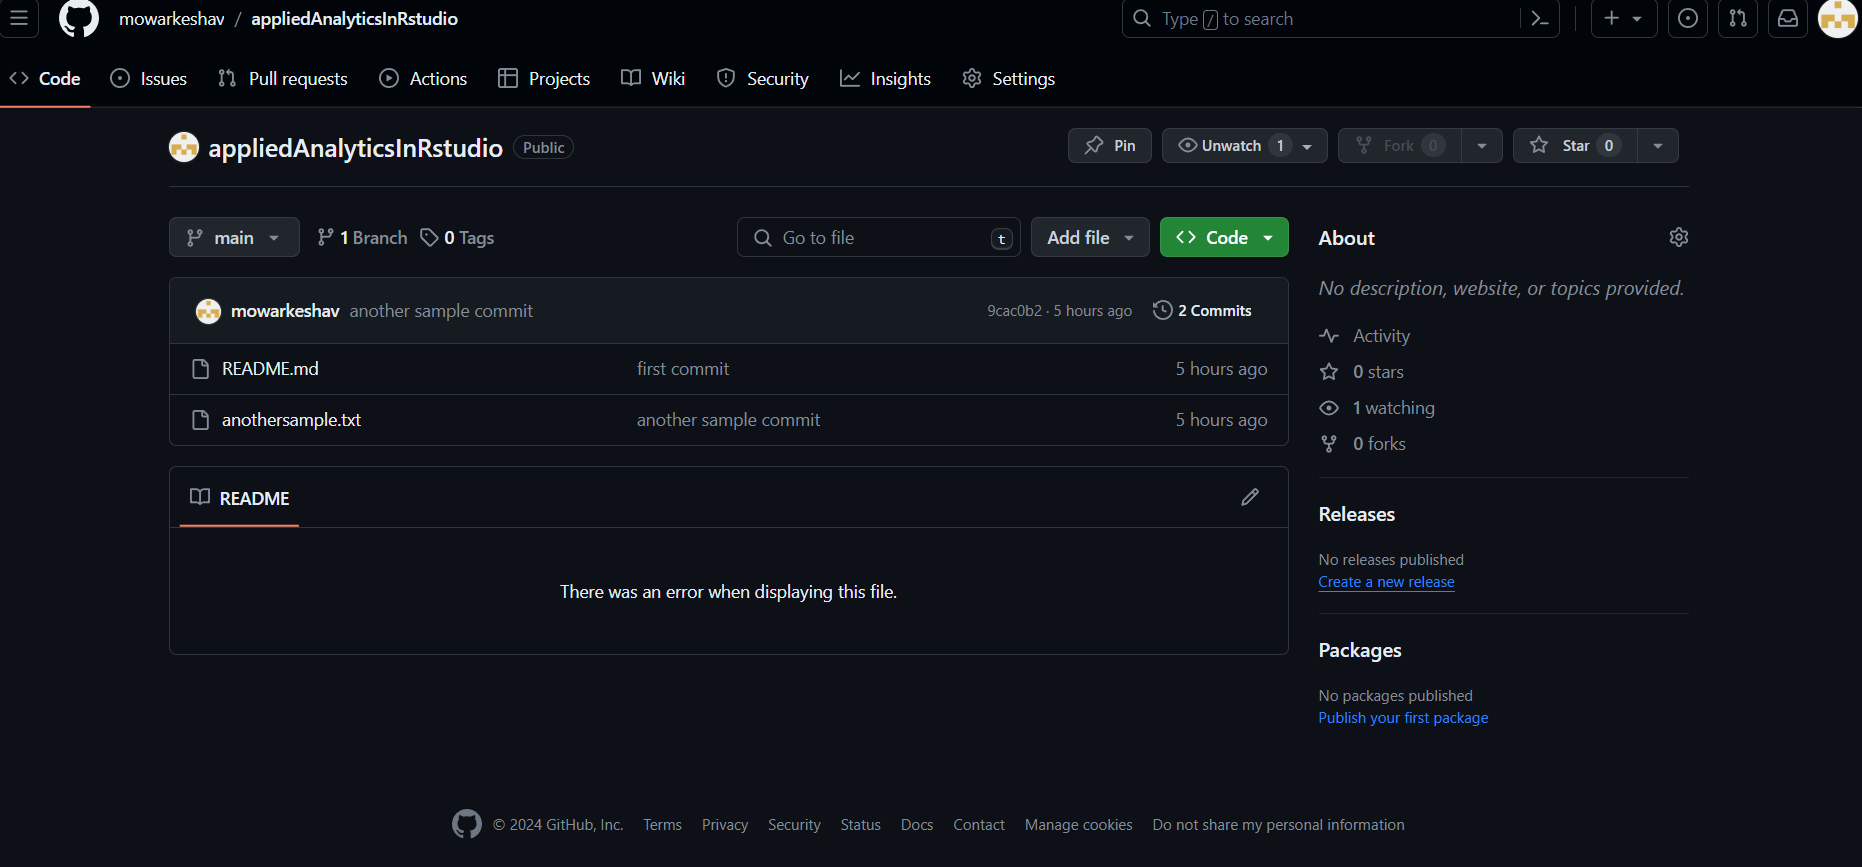 mowarkeshav / appliedAnalyticsInRstudio
Type / to search
Code Issues Pull requests Actions Projects Wiki Security Insights Settings
appliedAnalyticsInRstudio Public
Pin Unwatch 1 Fork 0 Star 0
main 1 Branch 0 Tags
Go to file t Add file Code
mowarkeshav another sample commit 9cac0b2 · 5 hours ago 2 Commits
README.md first commit 5 hours ago
anothersample.txt another sample commit 5 hours ago
README
There was an error when displaying this file.
About
No description, website, or topics provided.
Activity
0 stars
1 watching
0 forks
Releases
No releases published
Create a new release
Packages
No packages published
Publish your first package
© 2024 GitHub, Inc. Terms Privacy Security Status Docs Contact Manage cookies Do not share my personal information